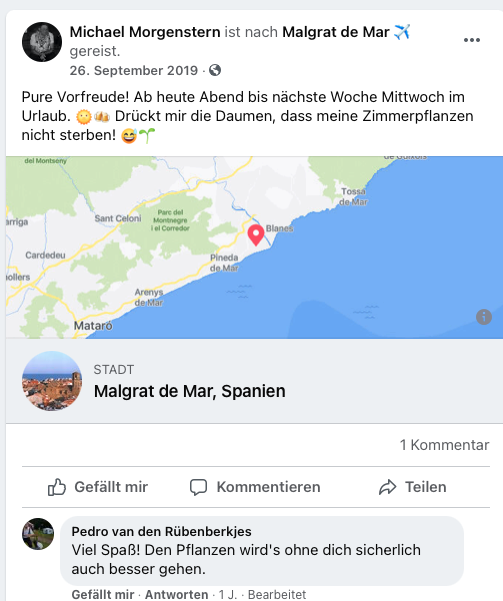 Michael Morgenstern ist nach Malgrat de Mar ✈️
gereist.
26. September 2019 ·
Pure Vorfreude! Ab heute Abend bis nächste Woche Mittwoch im
Urlaub. 🌞🍻 Drückt mir die Daumen, dass meine Zimmerpflanzen
nicht sterben! 😅🌱
del Montseny
Tossa
de Mar
Sant Celoni
Parc del
Montnegre
i el Corredor
Blanes
Cardedeu
Pineda
de Mar
Arenys
de Mar
Mataró
STADT
Malgrat de Mar, Spanien
1 Kommentar
Gefällt mir
Kommentieren
Teilen
Pedro van den Rübenberkjes
Viel Spaß! Den Pflanzen wird's ohne dich sicherlich
auch besser gehen.
Gefällt mir · Antworten · 1 J. · Bearbeitet